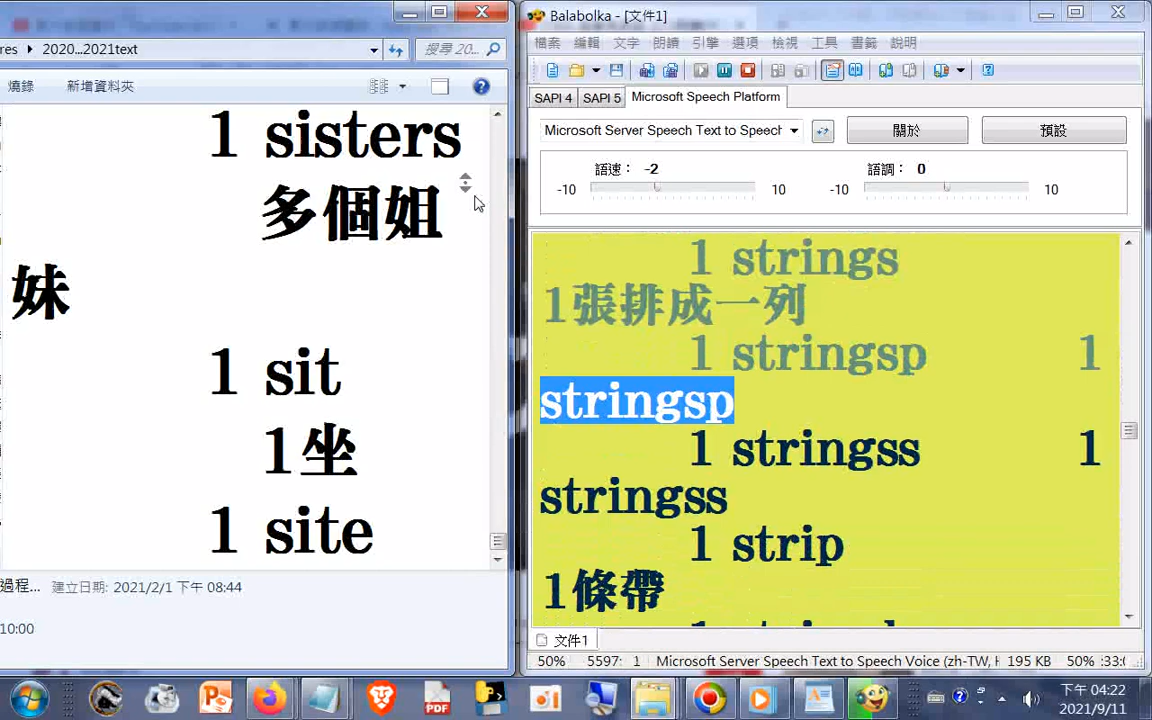 res ▸ 2020...2021text
搜尋 20...
燒錄 新增資料夾
1 sisters
多個姐
妹
1 sit
1坐
1 site
過程... 建立日期: 2021/2/1 下午 08:44
10:00
Balabolka - [文件1]
檔案 編輯 文字 朗讀 引擎 選項 檢視 工具 書籤 說明
SAPI 4 SAPI 5 Microsoft Speech Platform
Microsoft Server Speech Text to Speech 關於 預設
語速： -2 語調： 0
-10 10 -10 10
1 strings
1張排成一列
1 stringsp 1
stringsp
1 stringss 1
stringss
1 strip
1條帶
文件1
50% 5597: 1 Microsoft Server Speech Text to Speech Voice (zh-TW, H 195 KB 50%
PDF
下午 04:22
2021/9/11